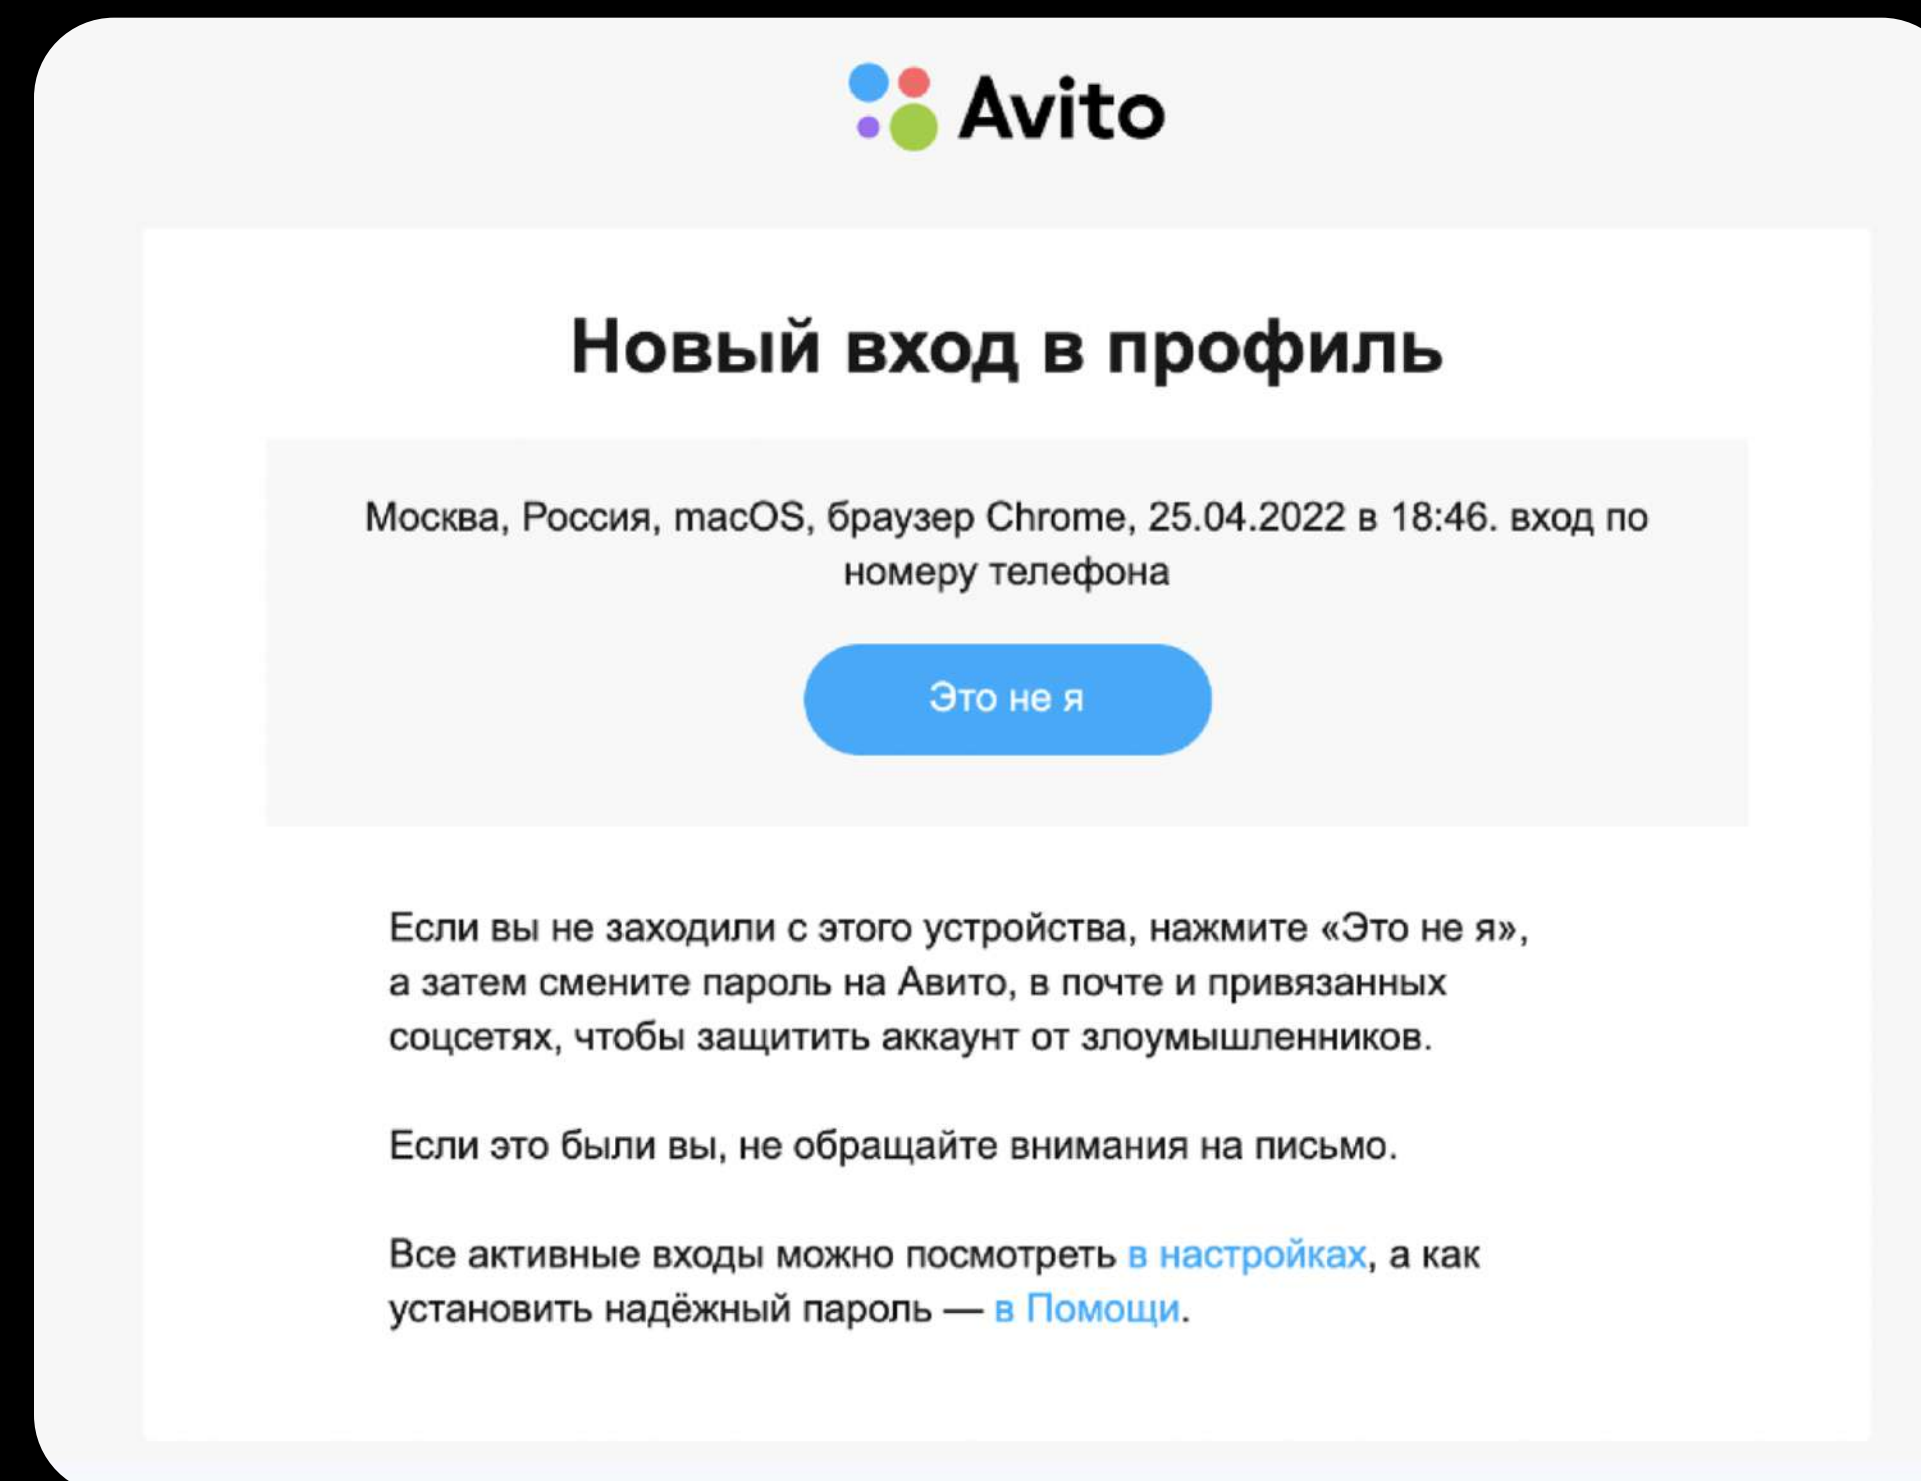 Avito
Новый вход в профиль
Москва, Россия, macOS, браузер Chrome, 25.04.2022 в 18:46. вход по
номеру телефона
Это не я
Если вы не заходили с этого устройства, нажмите «Это не я»,
а затем смените пароль на Авито, в почте и привязанных
соцсетях, чтобы защитить аккаунт от злоумышленников.
Если это были вы, не обращайте внимания на письмо.
Все активные входы можно посмотреть в настройках, а как
установить надёжный пароль — в Помощи.